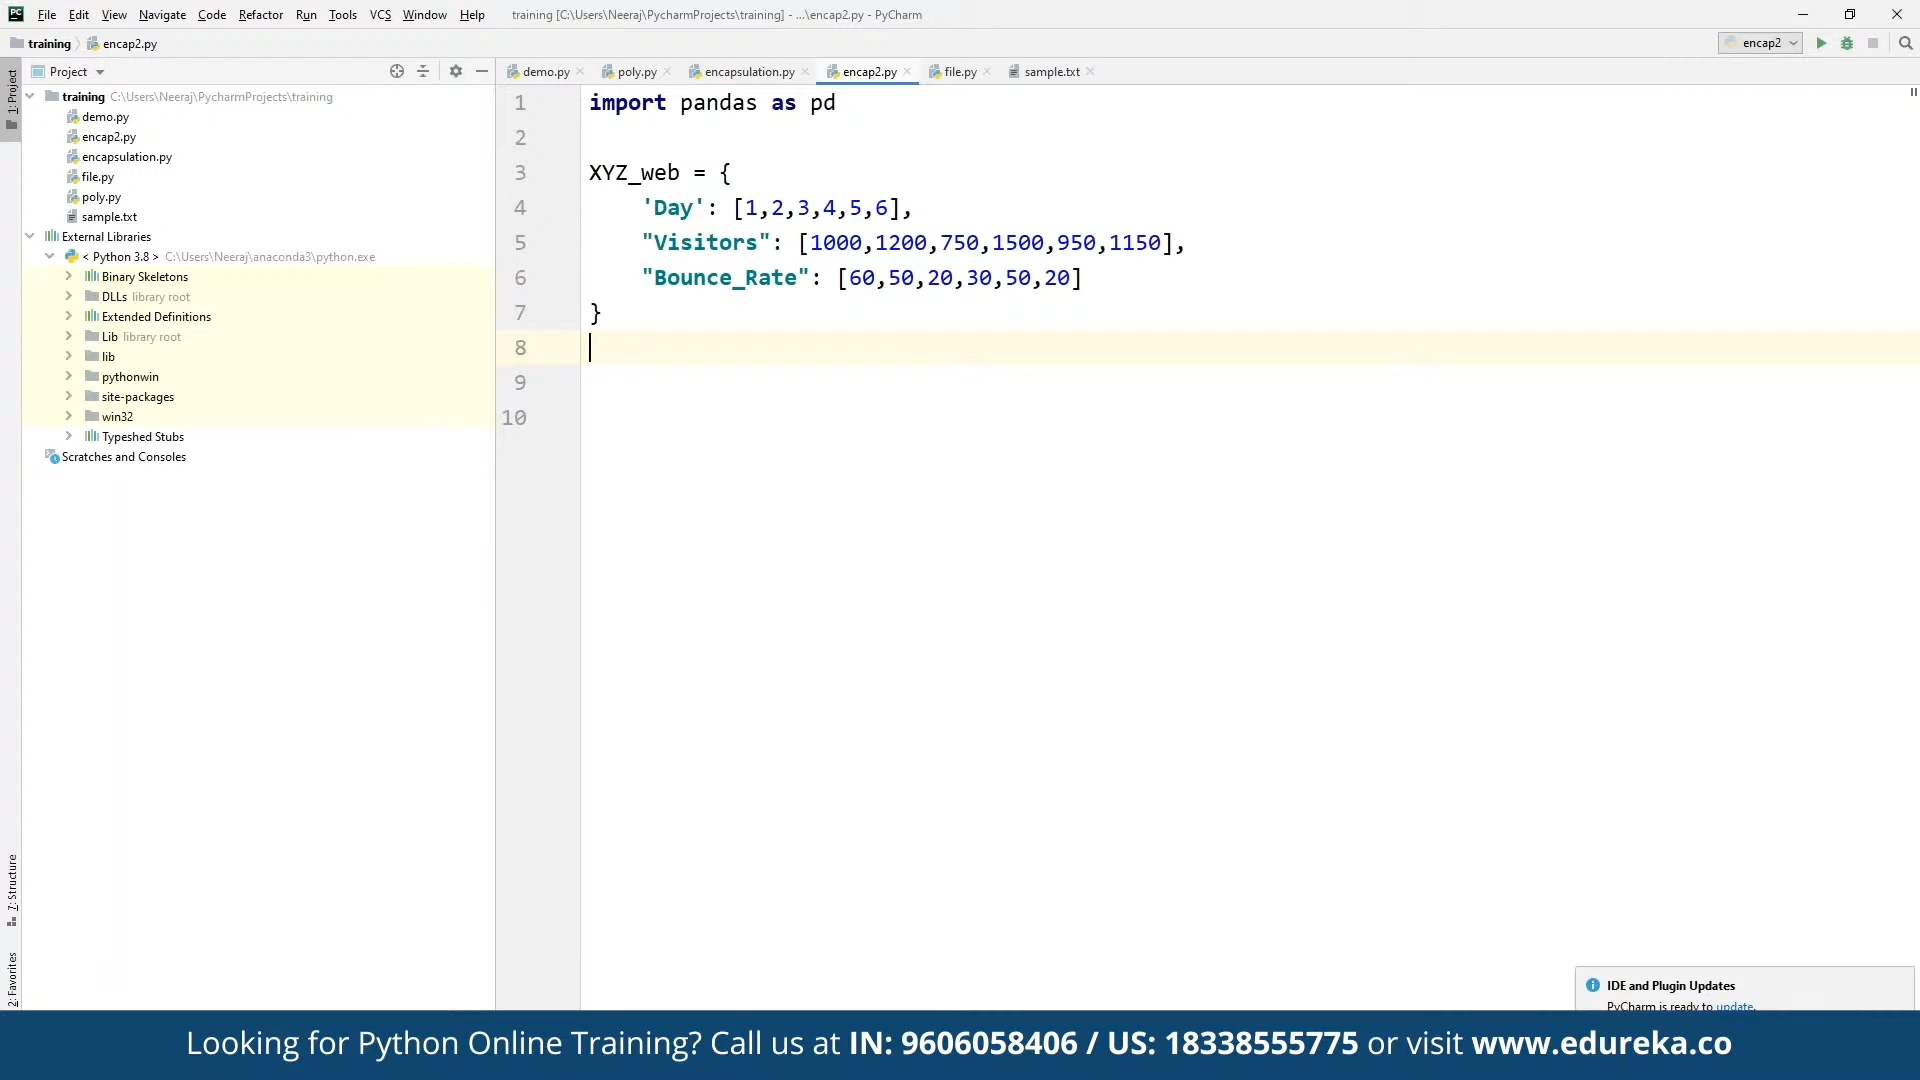 File Edit View Navigate Code Refactor Run Tools VCS Window Help training [C:\Users\Neeraj\PycharmProjects\training] - ...\encap2.py - PyCharm
training encap2.py encap2
Project demo.py poly.py encapsulation.py encap2.py file.py sample.txt
1: Project
training C:\Users\Neeraj\PycharmProjects\training
demo.py
encap2.py
encapsulation.py
file.py
poly.py
sample.txt
External Libraries
< Python 3.8 > C:\Users\Neeraj\anaconda3\python.exe
Binary Skeletons
DLLs library root
Extended Definitions
Lib library root
lib
pythonwin
site-packages
win32
Typeshed Stubs
Scratches and Consoles
7: Structure
2: Favorites
1 import pandas as pd
2
3 XYZ_web = {
4 'Day': [1,2,3,4,5,6],
5 "Visitors": [1000,1200,750,1500,950,1150],
6 "Bounce_Rate": [60,50,20,30,50,20]
7 }
8
9
10
IDE and Plugin Updates
PyCharm is ready to update.
Looking for Python Online Training? Call us at IN: 9606058406 / US: 18338555775 or visit www.edureka.co